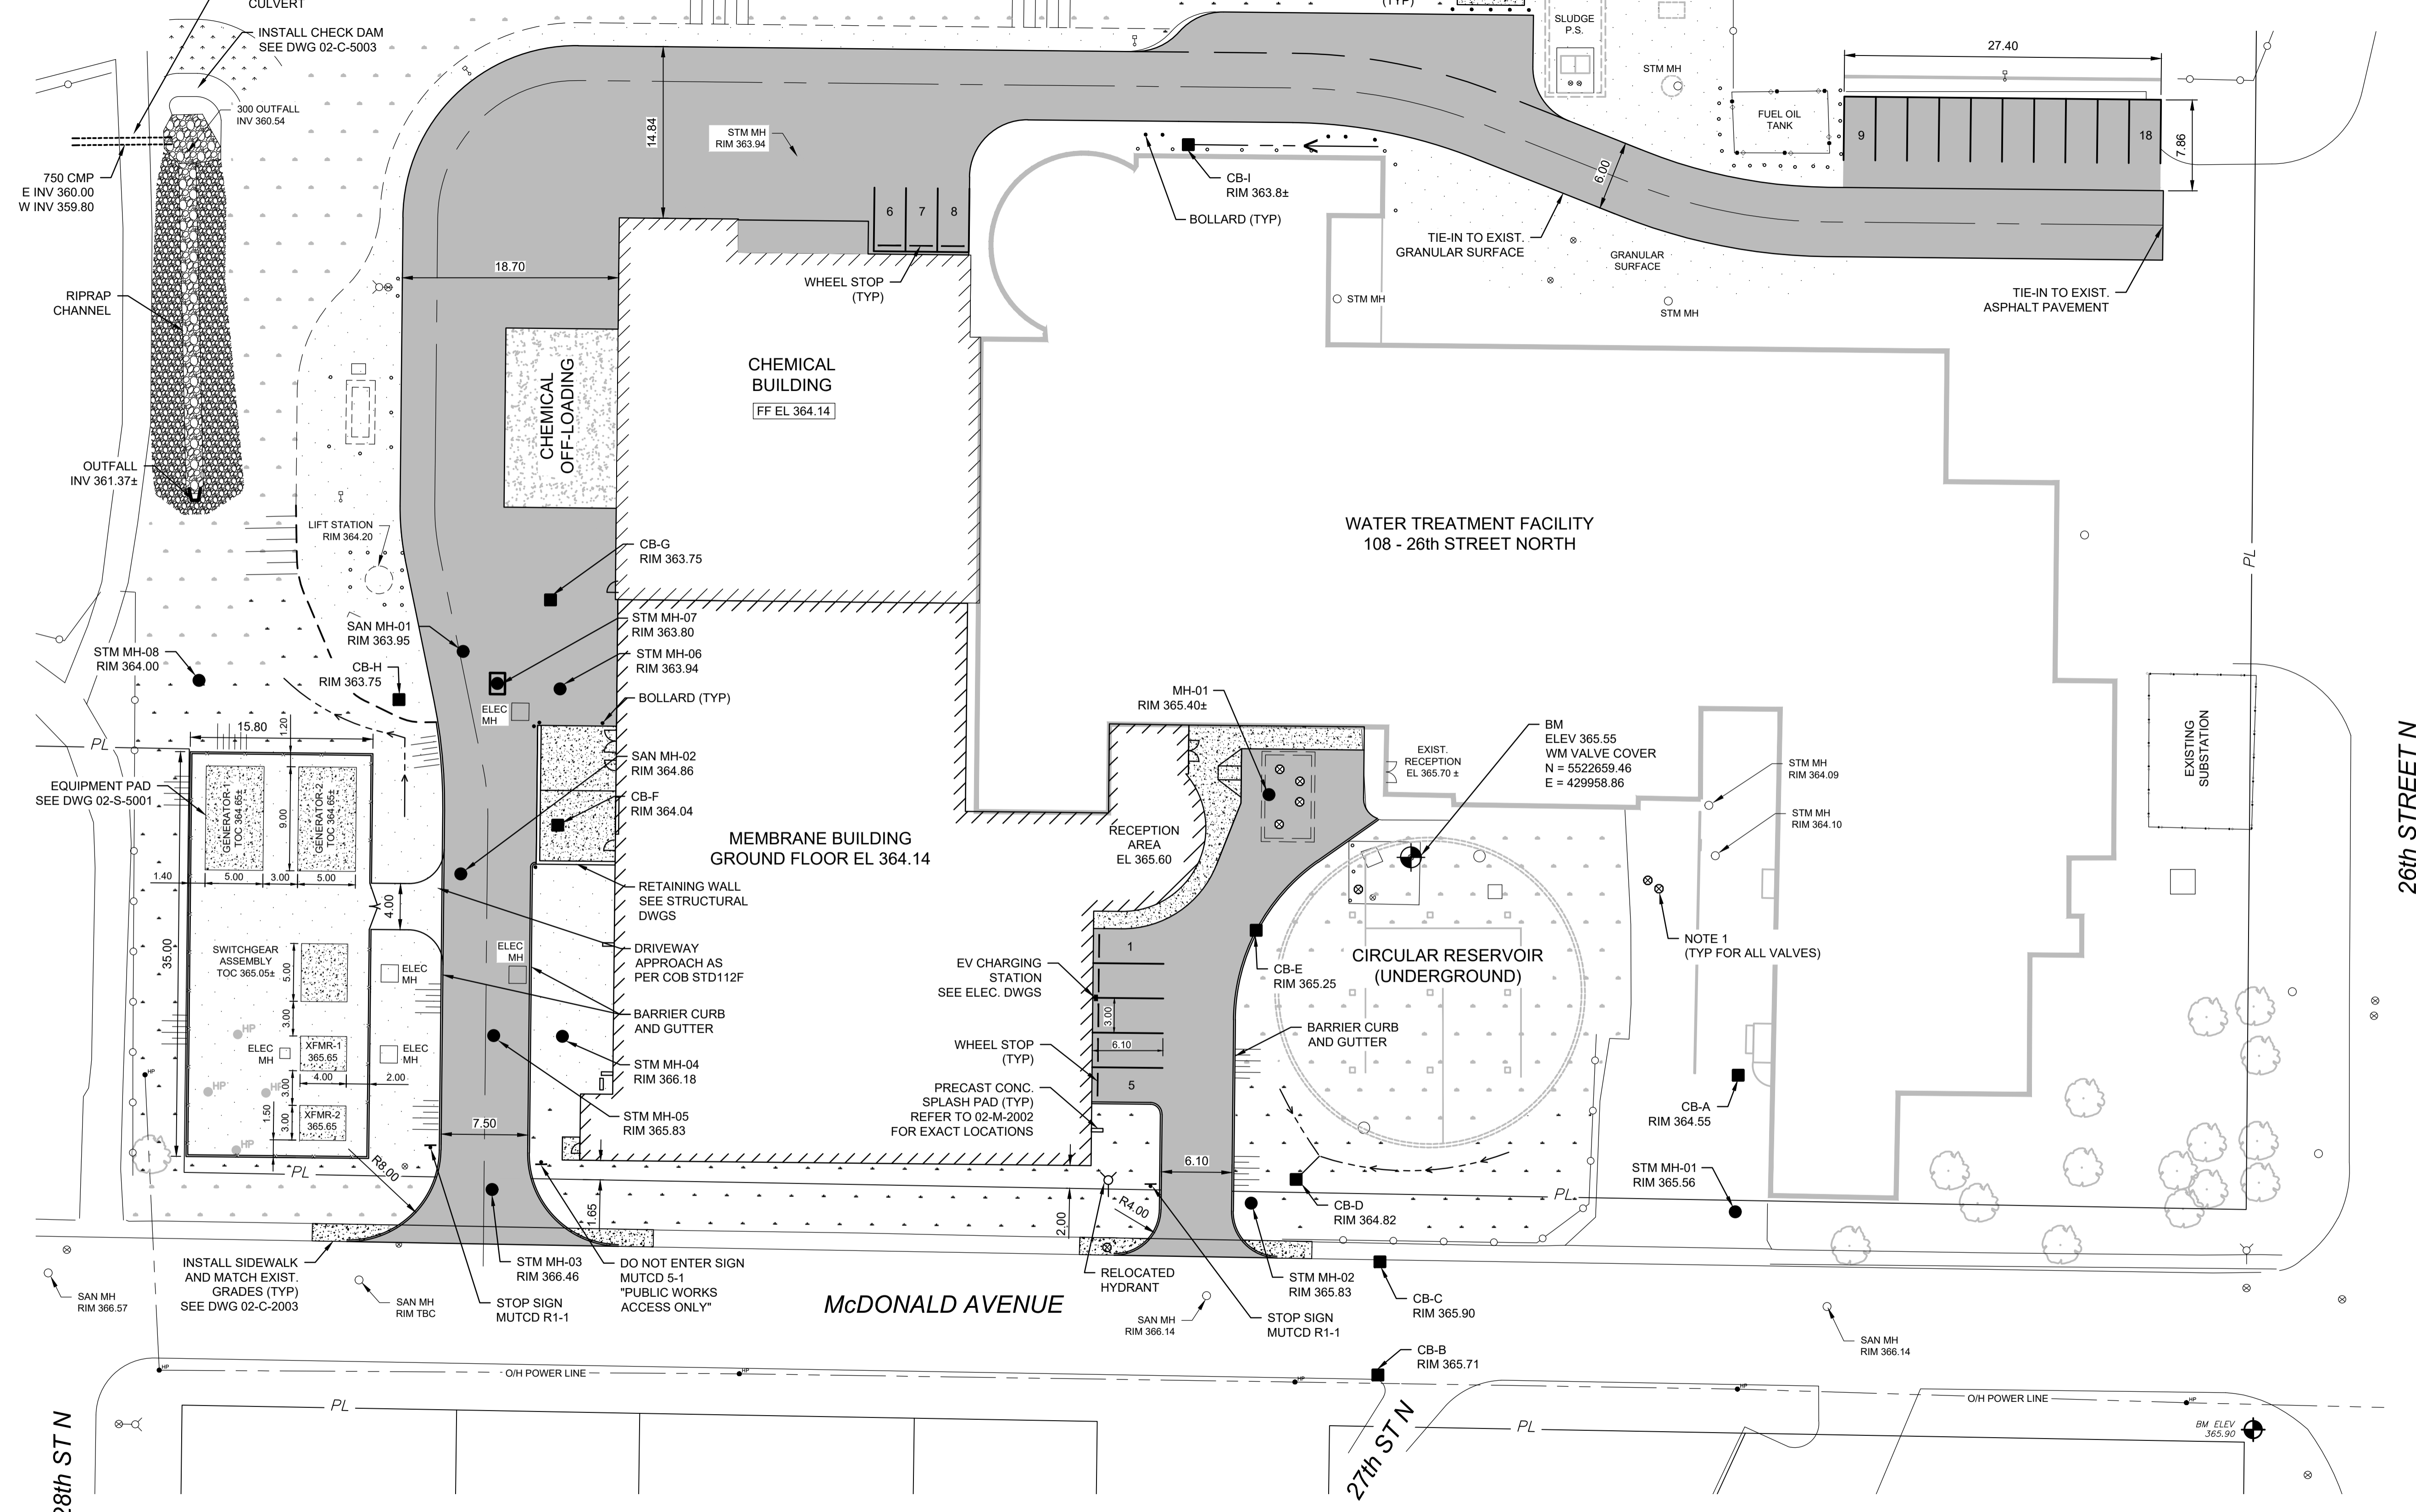 CULVERT
INSTALL CHECK DAM
SEE DWG 02-C-5003
(TYP)
SLUDGE
P.S.
27.40
STM MH
300 OUTFALL
INV 360.54
14.84
STM MH
RIM 363.94
FUEL OIL
TANK
9
18
7.86
750 CMP
E INV 360.00
W INV 359.80
CB-I
RIM 363.8±
6.00
BOLLARD (TYP)
6
7
8
TIE-IN TO EXIST.
GRANULAR SURFACE
GRANULAR
SURFACE
18.70
WHEEL STOP
(TYP)
RIPRAP
CHANNEL
STM MH
STM MH
TIE-IN TO EXIST.
ASPHALT PAVEMENT
CHEMICAL
OFF-LOADING
CHEMICAL
BUILDING
FF EL 364.14
OUTFALL
INV 361.37±
LIFT STATION
RIM 364.20
WATER TREATMENT FACILITY
108 - 26th STREET NORTH
CB-G
RIM 363.75
PL
SAN MH-01
RIM 363.95
STM MH-07
RIM 363.80
STM MH-08
RIM 364.00
STM MH-06
RIM 363.94
CB-H
RIM 363.75
BOLLARD (TYP)
ELEC
MH
MH-01
RIM 365.40±
15.80
1.20
PL
BM
ELEV 365.55
WM VALVE COVER
N = 5522659.46
E = 429958.86
EXIST.
RECEPTION
EL 365.70 ±
STM MH
RIM 364.09
EXISTING
SUBSTATION
26th STREET N
EQUIPMENT PAD
SEE DWG 02-S-5001
GENERATOR-1
TOC 364.65±
9.00
GENERATOR-2
TOC 364.65±
SAN MH-02
RIM 364.86
CB-F
RIM 364.04
STM MH
RIM 364.10
MEMBRANE BUILDING
GROUND FLOOR EL 364.14
RECEPTION
AREA
EL 365.60
1.40
5.00
3.00
5.00
4.00
RETAINING WALL
SEE STRUCTURAL
DWGS
35.00
SWITCHGEAR
ASSEMBLY
TOC 365.05±
5.00
ELEC
MH
ELEC
MH
DRIVEWAY
APPROACH AS
PER COB STD112F
1
EV CHARGING
STATION
SEE ELEC. DWGS
CB-E
RIM 365.25
CIRCULAR RESERVOIR
(UNDERGROUND)
NOTE 1
(TYP FOR ALL VALVES)
3.00
HP
BARRIER CURB
AND GUTTER
3.00
BARRIER CURB
AND GUTTER
ELEC
MH
XFMR-1
365.65
ELEC
MH
6.10
WHEEL STOP
(TYP)
HP
STM MH-04
RIM 366.18
4.00
2.00
HP
HP
3.00
5
PRECAST CONC.
SPLASH PAD (TYP)
REFER TO 02-M-2002
FOR EXACT LOCATIONS
CB-A
RIM 364.55
1.50
3.00
XFMR-2
365.65
STM MH-05
RIM 365.83
7.50
HP
R8.00
PL
6.10
STM MH-01
RIM 365.56
PL
1.65
2.00
R4.00
CB-D
RIM 364.82
INSTALL SIDEWALK
AND MATCH EXIST.
GRADES (TYP)
SEE DWG 02-C-2003
STM MH-03
RIM 366.46
DO NOT ENTER SIGN
MUTCD 5-1
"PUBLIC WORKS
ACCESS ONLY"
RELOCATED
HYDRANT
STM MH-02
RIM 365.83
SAN MH
RIM 366.57
SAN MH
RIM TBC
STOP SIGN
MUTCD R1-1
McDONALD AVENUE
CB-C
RIM 365.90
SAN MH
RIM 366.14
STOP SIGN
MUTCD R1-1
SAN MH
RIM 366.14
CB-B
RIM 365.71
HP
O/H POWER LINE
HP
HP
HP
O/H POWER LINE
HP
PL
28th ST N
27th ST N
PL
BM ELEV
365.90